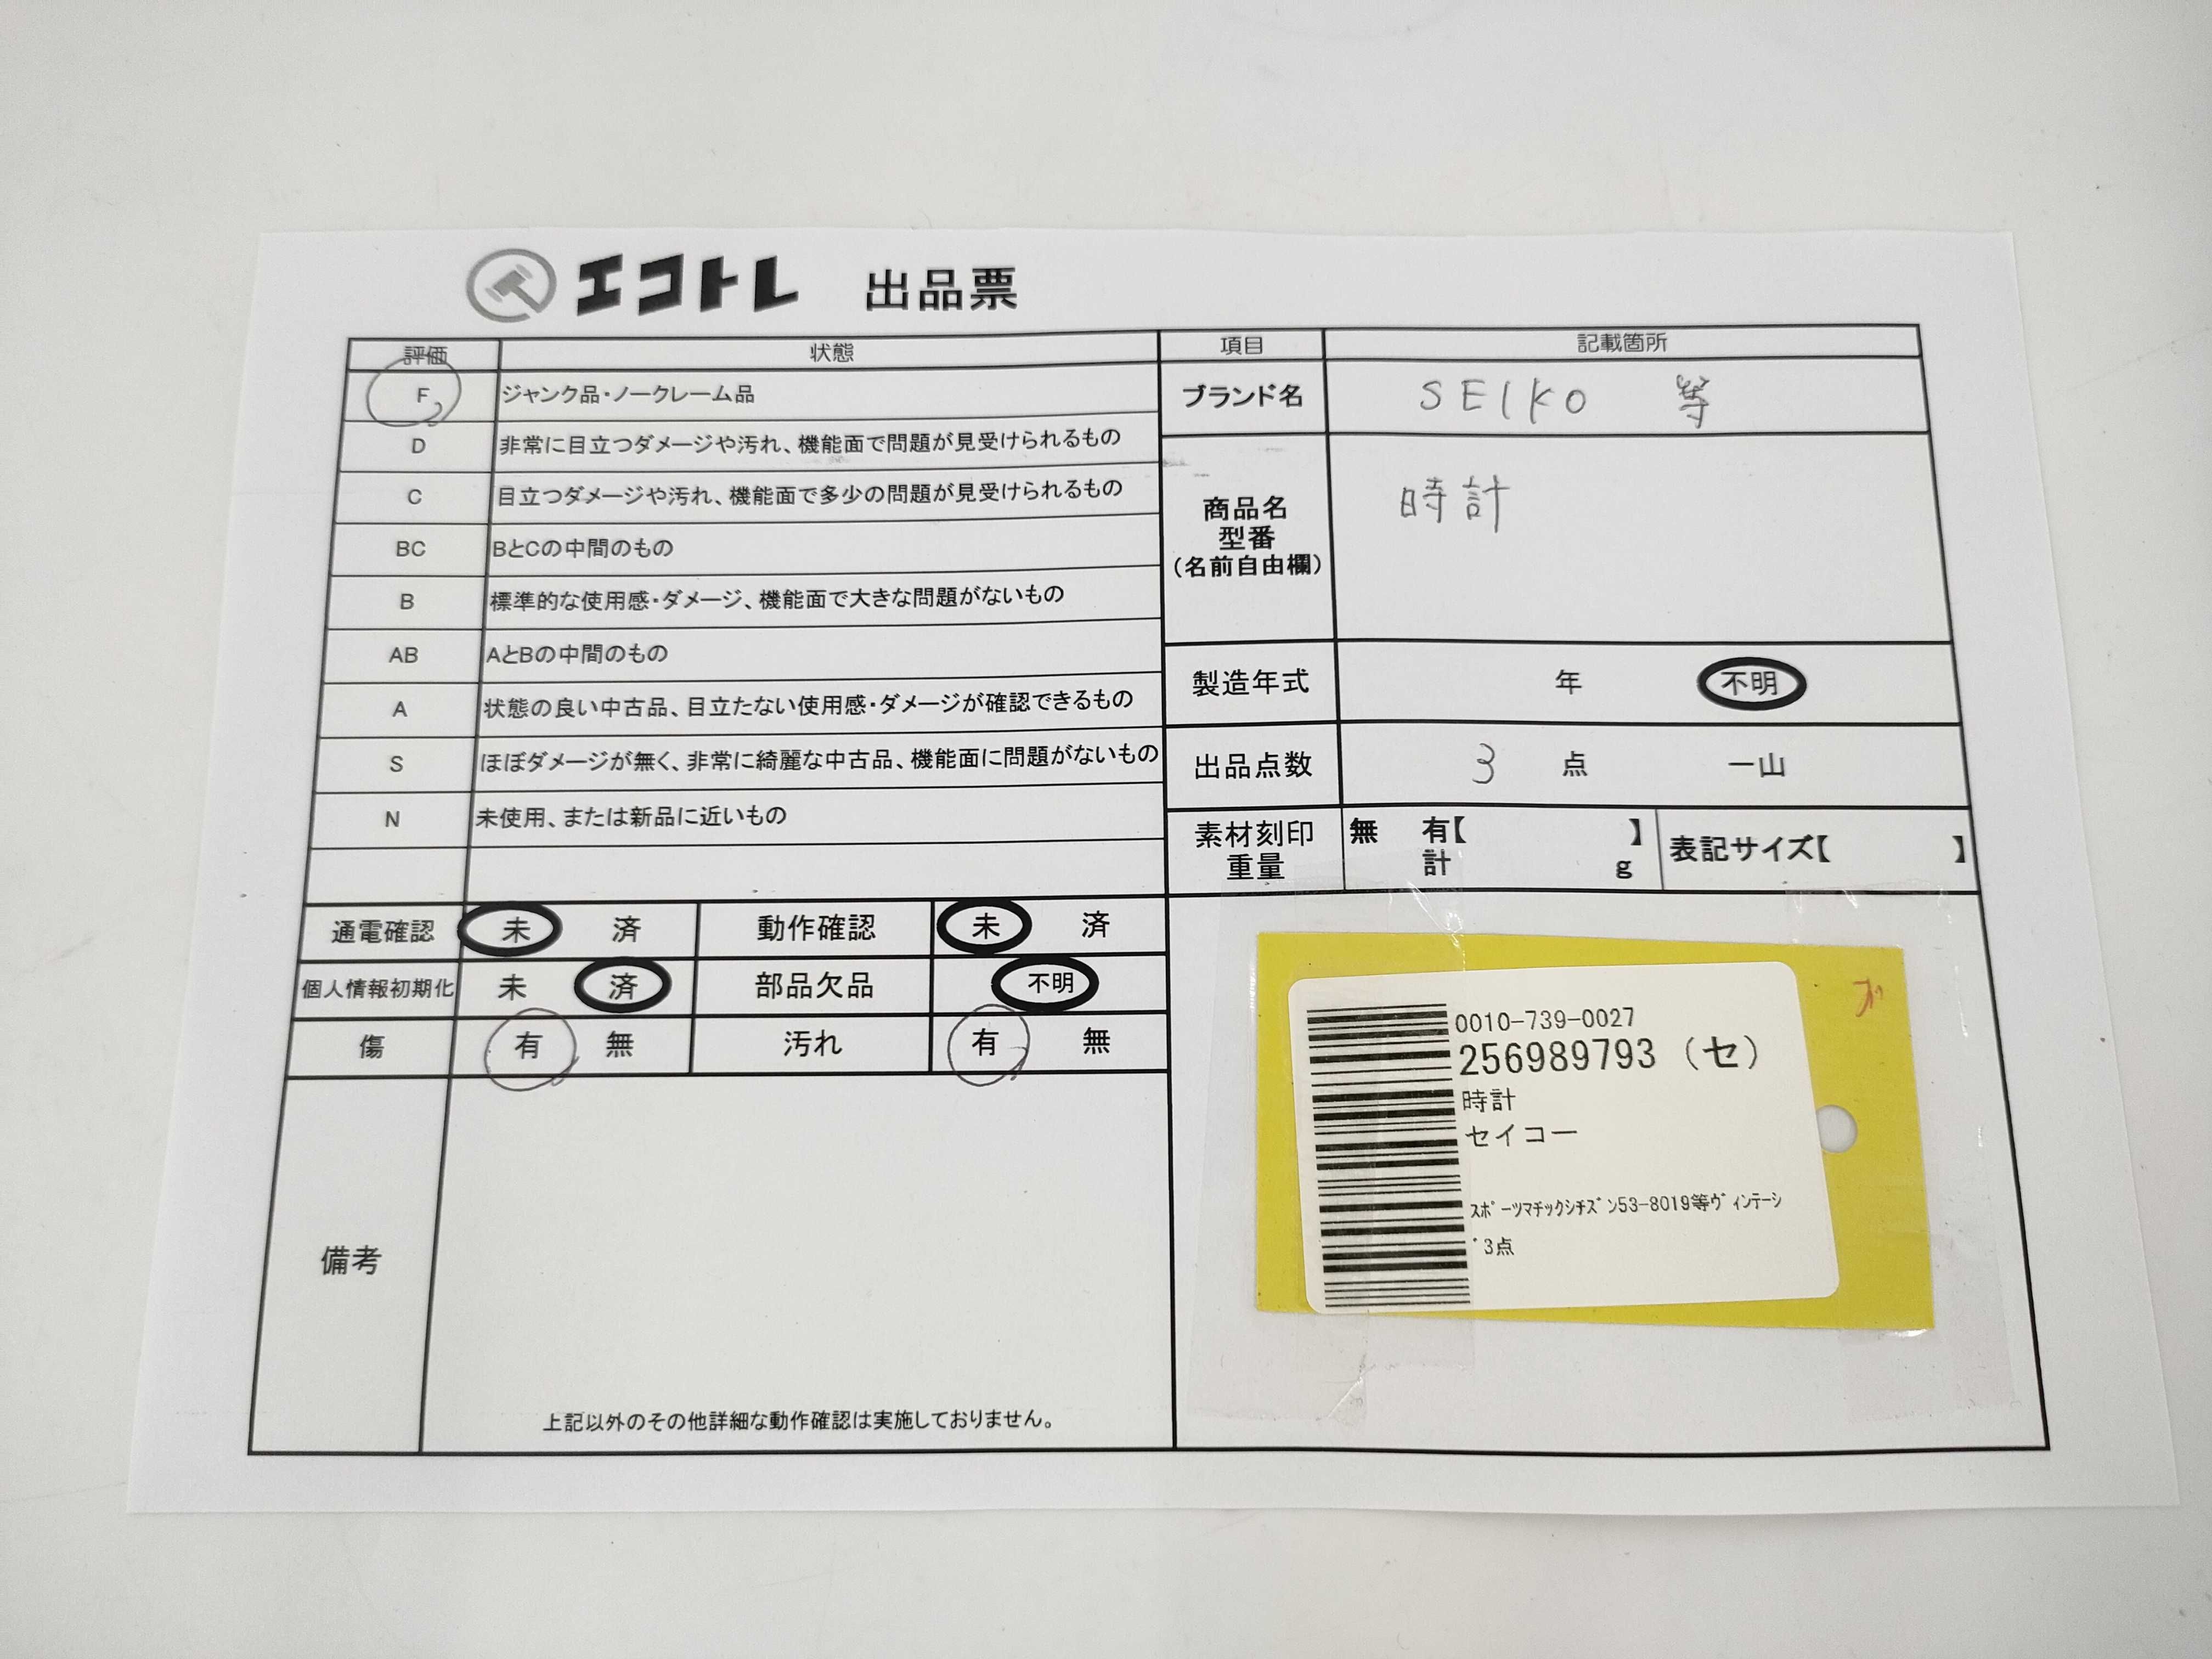 エコトレ 出品票
評価 状態
F ジャンク品・ノークレーム品
D 非常に目立つダメージや汚れ、機能面で問題が見受けられるもの
C 目立つダメージや汚れ、機能面で多少の問題が見受けられるもの
BC BとCの中間のもの
B 標準的な使用感・ダメージ、機能面で大きな問題がないもの
AB AとBの中間のもの
A 状態の良い中古品、目立たない使用感・ダメージが確認できるもの
S ほぼダメージが無く、非常に綺麗な中古品、機能面に問題がないもの
N 未使用、または新品に近いもの
項目 記載箇所
ブランド名 SEIKO 等
商品名
型番
(名前自由欄)
時計
製造年式 年 不明
出品点数 3 点 一山
素材刻印
重量
無 有【 】
計 g
表記サイズ【 】
通電確認 未 済 動作確認 未 済
個人情報初期化 未 済 部品欠品 不明
傷 有 無 汚れ 有 無
備考
上記以外のその他詳細な動作確認は実施しておりません。
0010-739-0027
256989793 (セ)
時計
セイコー
ｽﾎﾟｰﾂﾏﾁｯｸｼﾁｽﾞﾝ53-8019等ｳﾞｨﾝﾃｰｼ
ﾞ3点